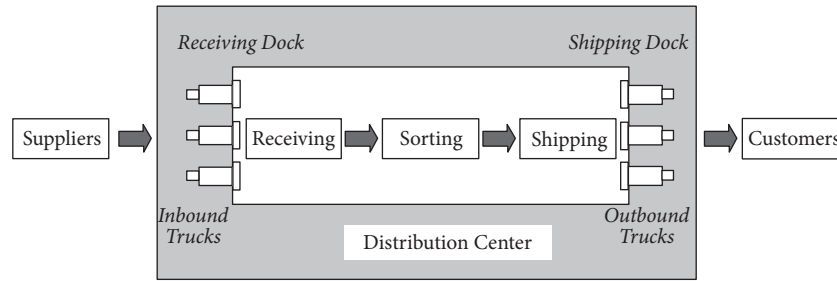 Receiving Dock
Shipping Dock
Suppliers
Receiving
Sorting
Shipping
Customers
Inbound
Trucks
Outbound
Trucks
Distribution Center